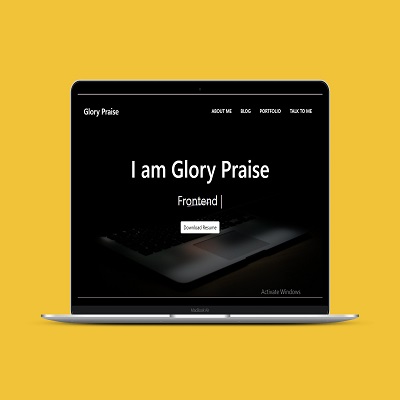 Glory Praise
ABOUT ME BLOG PORTFOLIO TALK TO ME
I am Glory Praise
Frontend |
Download Resume
Activate Windows
MacBook Air